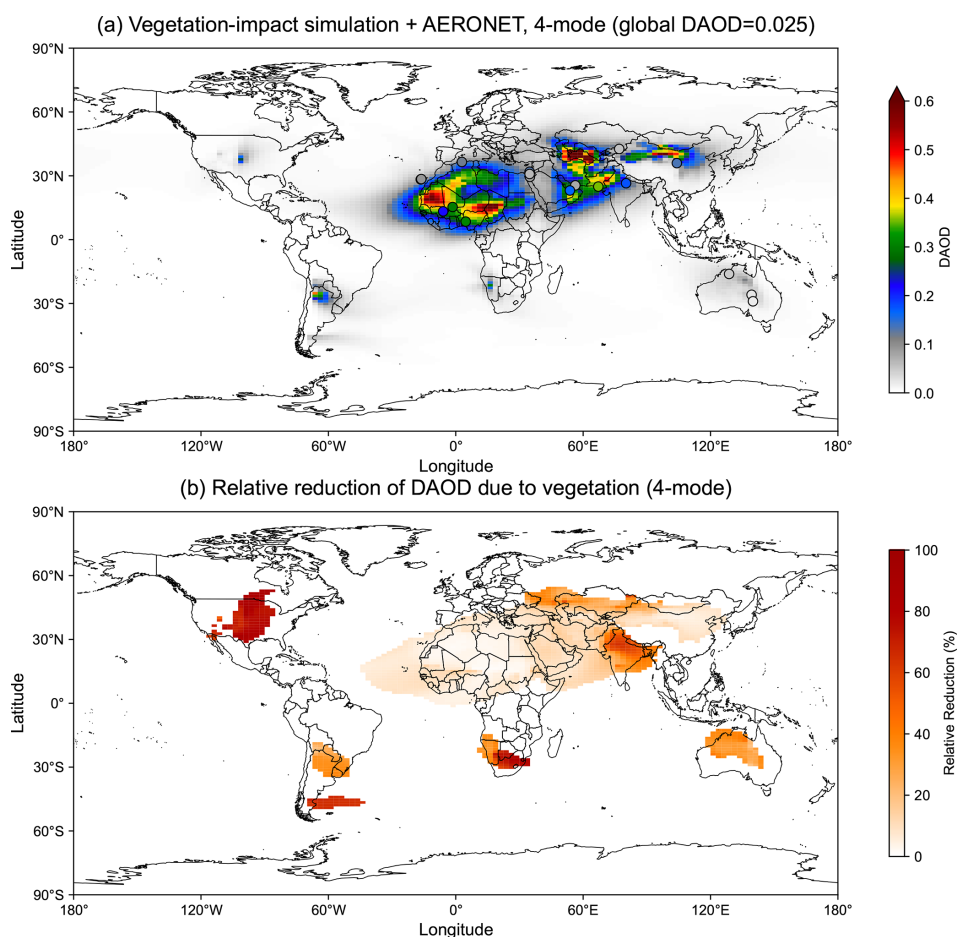 (a) Vegetation-impact simulation + AERONET, 4-mode (global DAOD=0.025)
90°N
60°N
30°N
0°
30°S
60°S
90°S
Latitude
180° 120°W 60°W 0° 60°E 120°E 180°
Longitude
0.6
0.5
0.4
0.3
0.2
0.1
0.0
DAOD
(b) Relative reduction of DAOD due to vegetation (4-mode)
90°N
60°N
30°N
0°
30°S
60°S
90°S
Latitude
180° 120°W 60°W 0° 60°E 120°E 180°
Longitude
100
80
60
40
20
0
Relative Reduction (%)